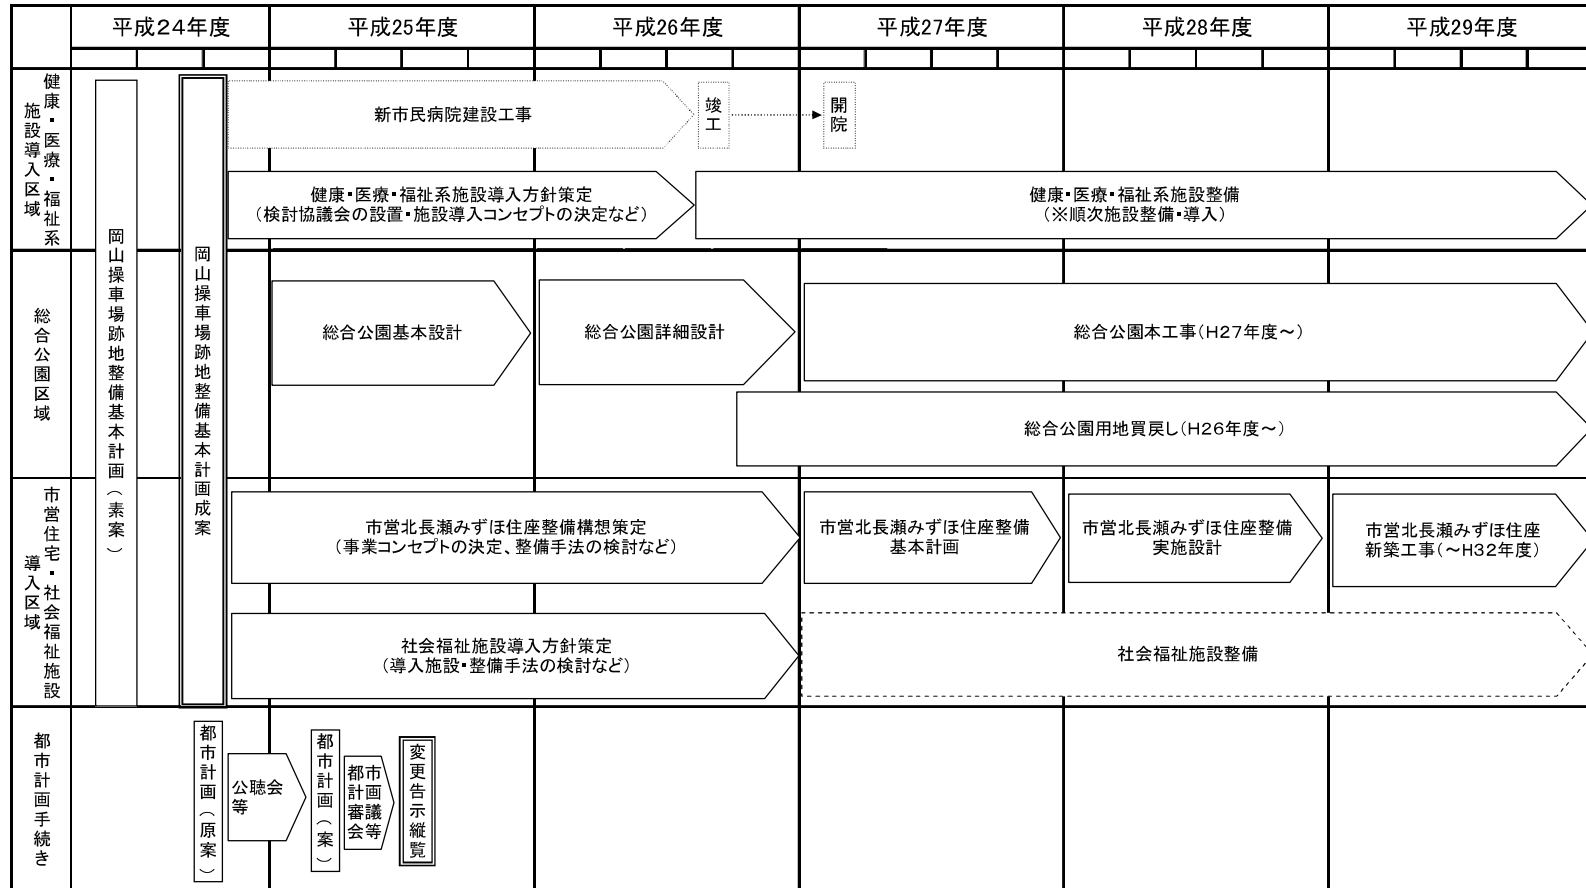 平成24年度
平成25年度
平成26年度
平成27年度
平成28年度
平成29年度
健康・医療・福祉系
施設導入区域
岡山操車場跡地整備基本計画（素案）
岡山操車場跡地整備基本計画成案
新市民病院建設工事
竣工
開院
健康・医療・福祉系施設導入方針策定
（検討協議会の設置・施設導入コンセプトの決定など）
健康・医療・福祉系施設整備
（※順次施設整備・導入）
総合公園区域
総合公園基本設計
総合公園詳細設計
総合公園本工事（H27年度～）
総合公園用地買戻し（H26年度～）
市営住宅・社会福祉施設
導入区域
市営北長瀬みずほ住座整備構想策定
（事業コンセプトの決定、整備手法の検討など）
市営北長瀬みずほ住座整備
基本計画
市営北長瀬みずほ住座整備
実施設計
市営北長瀬みずほ住座
新築工事（～H32年度）
社会福祉施設導入方針策定
（導入施設・整備手法の検討など）
社会福祉施設整備
都市計画手続き
都市計画（原案）
公聴会
等
都市計画（案）
都市
計画
審議
会等
変更告示縦覧